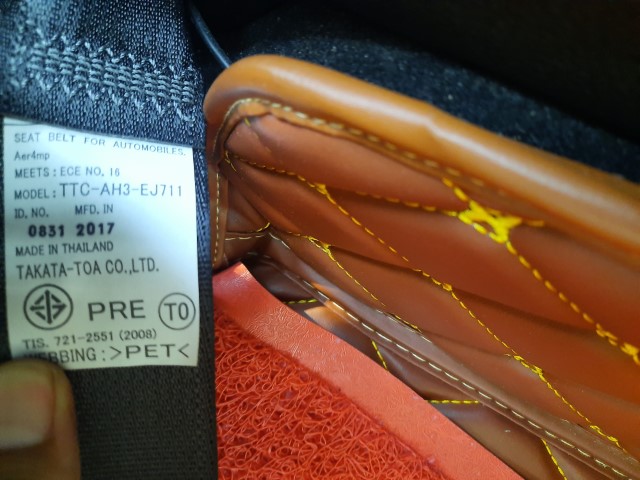 SEAT BELT FOR AUTOMOBILES.
Aer4mp
MEETS: ECE NO. 16
MODEL: TTC-AH3-EJ711
ID. NO. MFD. IN
0831 2017
MADE IN THAILAND
TAKATA-TOA CO., LTD.
PRE TO
TIS. 721-2551 (2008)
WEBBING : >PET<